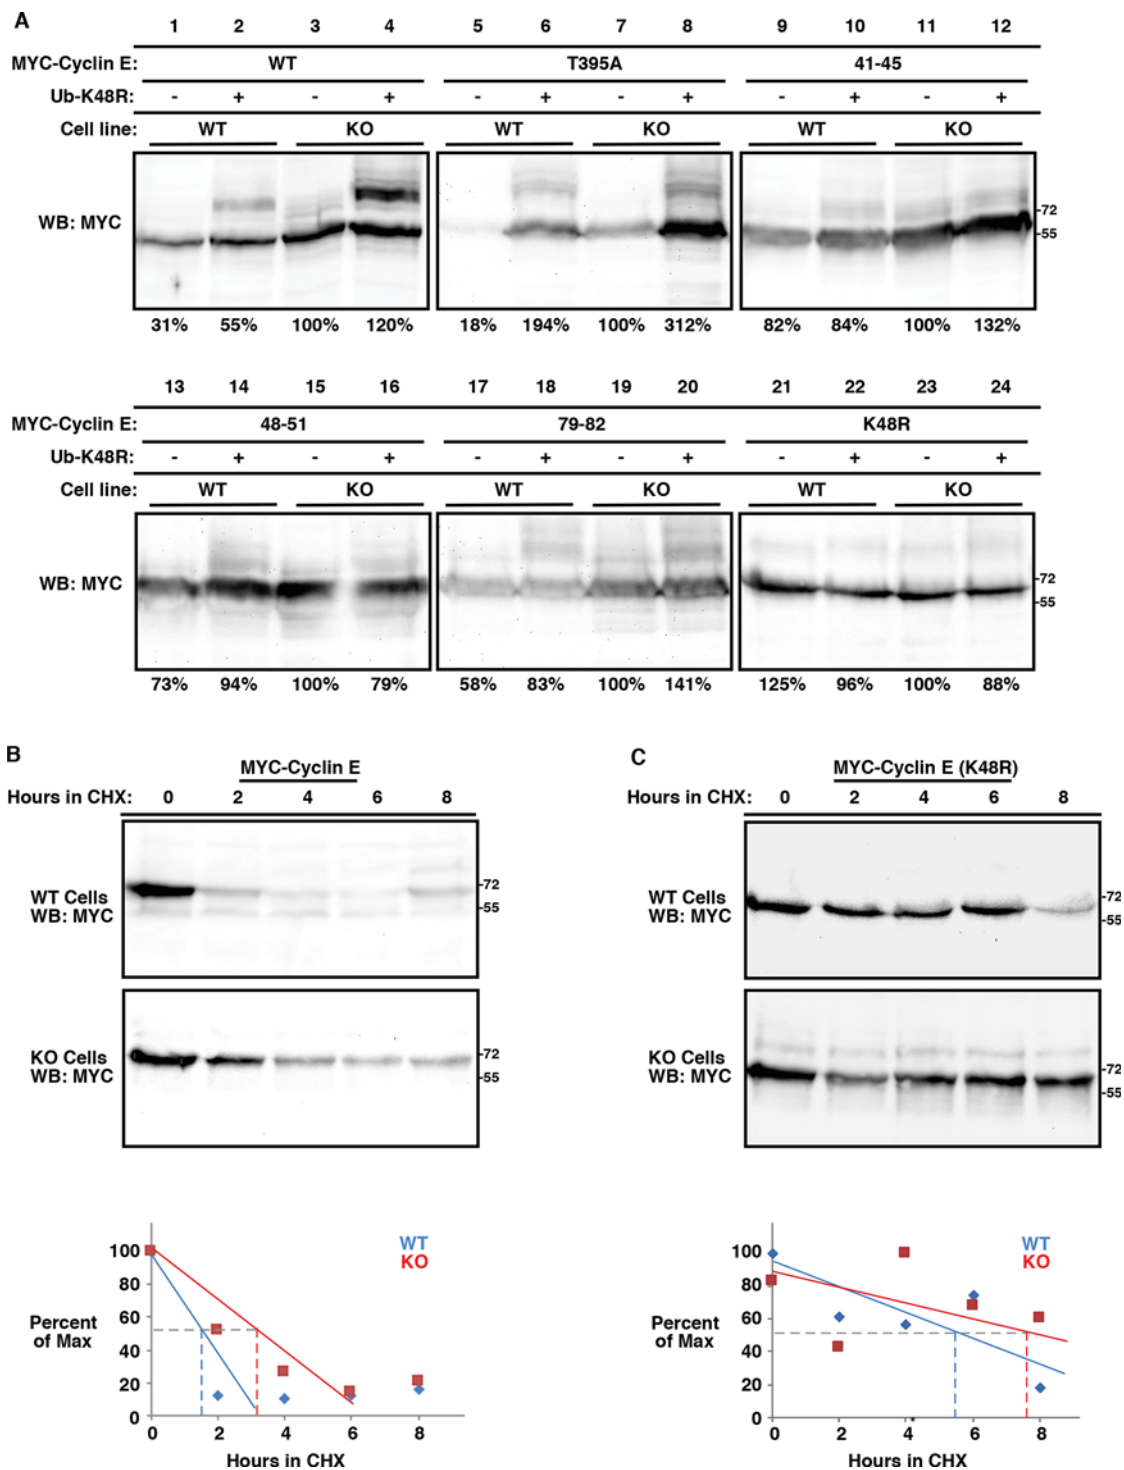 A
1 2 3 4 5 6 7 8 9 10 11 12
MYC-Cyclin E: WT T395A 41-45
Ub-K48R: - + - + - + - + - + - +
Cell line: WT KO WT KO WT KO
WB: MYC
-72
-55
31% 55% 100% 120% 18% 194% 100% 312% 82% 84% 100% 132%
13 14 15 16 17 18 19 20 21 22 23 24
MYC-Cyclin E: 48-51 79-82 K48R
Ub-K48R: - + - + - + - + - + - +
Cell line: WT KO WT KO WT KO
WB: MYC
-72
-55
73% 94% 100% 79% 58% 83% 100% 141% 125% 96% 100% 88%
B
MYC-Cyclin E
Hours in CHX: 0 2 4 6 8
WT Cells
WB: MYC
-72
-55
KO Cells
WB: MYC
-72
-55
WT
KO
Percent
of Max
100
80
60
40
20
0
0 2 4 6 8
Hours in CHX
C
MYC-Cyclin E (K48R)
Hours in CHX: 0 2 4 6 8
WT Cells
WB: MYC
-72
-55
KO Cells
WB: MYC
-72
-55
WT
KO
Percent
of Max
100
80
60
40
20
0
0 2 4 6 8
Hours in CHX